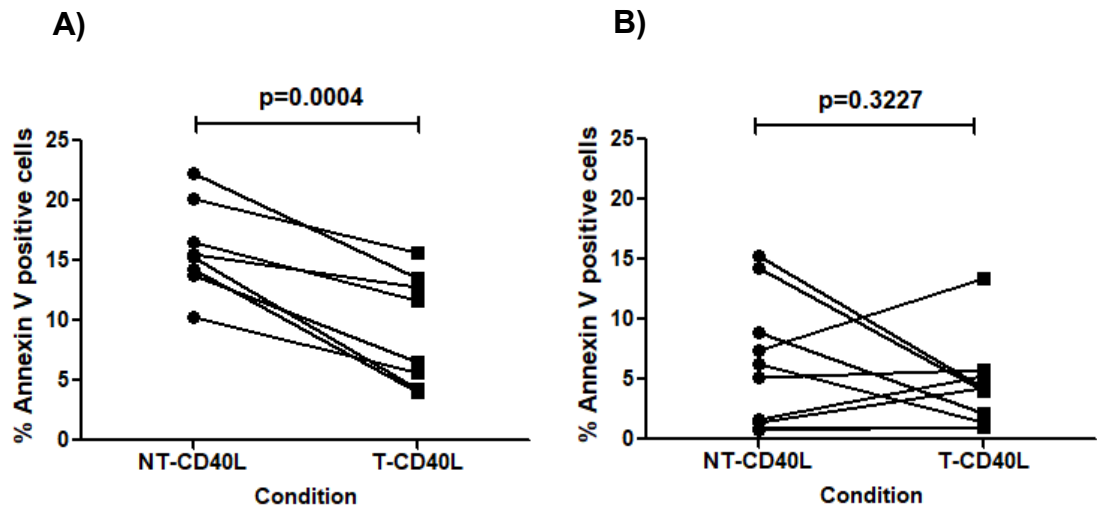 A)
B)
p=0.0004
p=0.3227
% Annexin V positive cells
25
20
15
10
5
0
NT-CD40L
T-CD40L
Condition
% Annexin V positive cells
25
20
15
10
5
0
NT-CD40L
T-CD40L
Condition